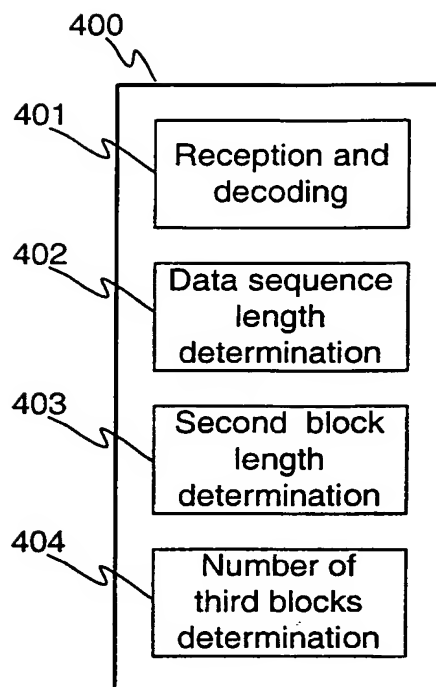 400
401
Reception and
decoding
402
Data sequence
length
determination
403
Second block
length
determination
404
Number of
third blocks
determination